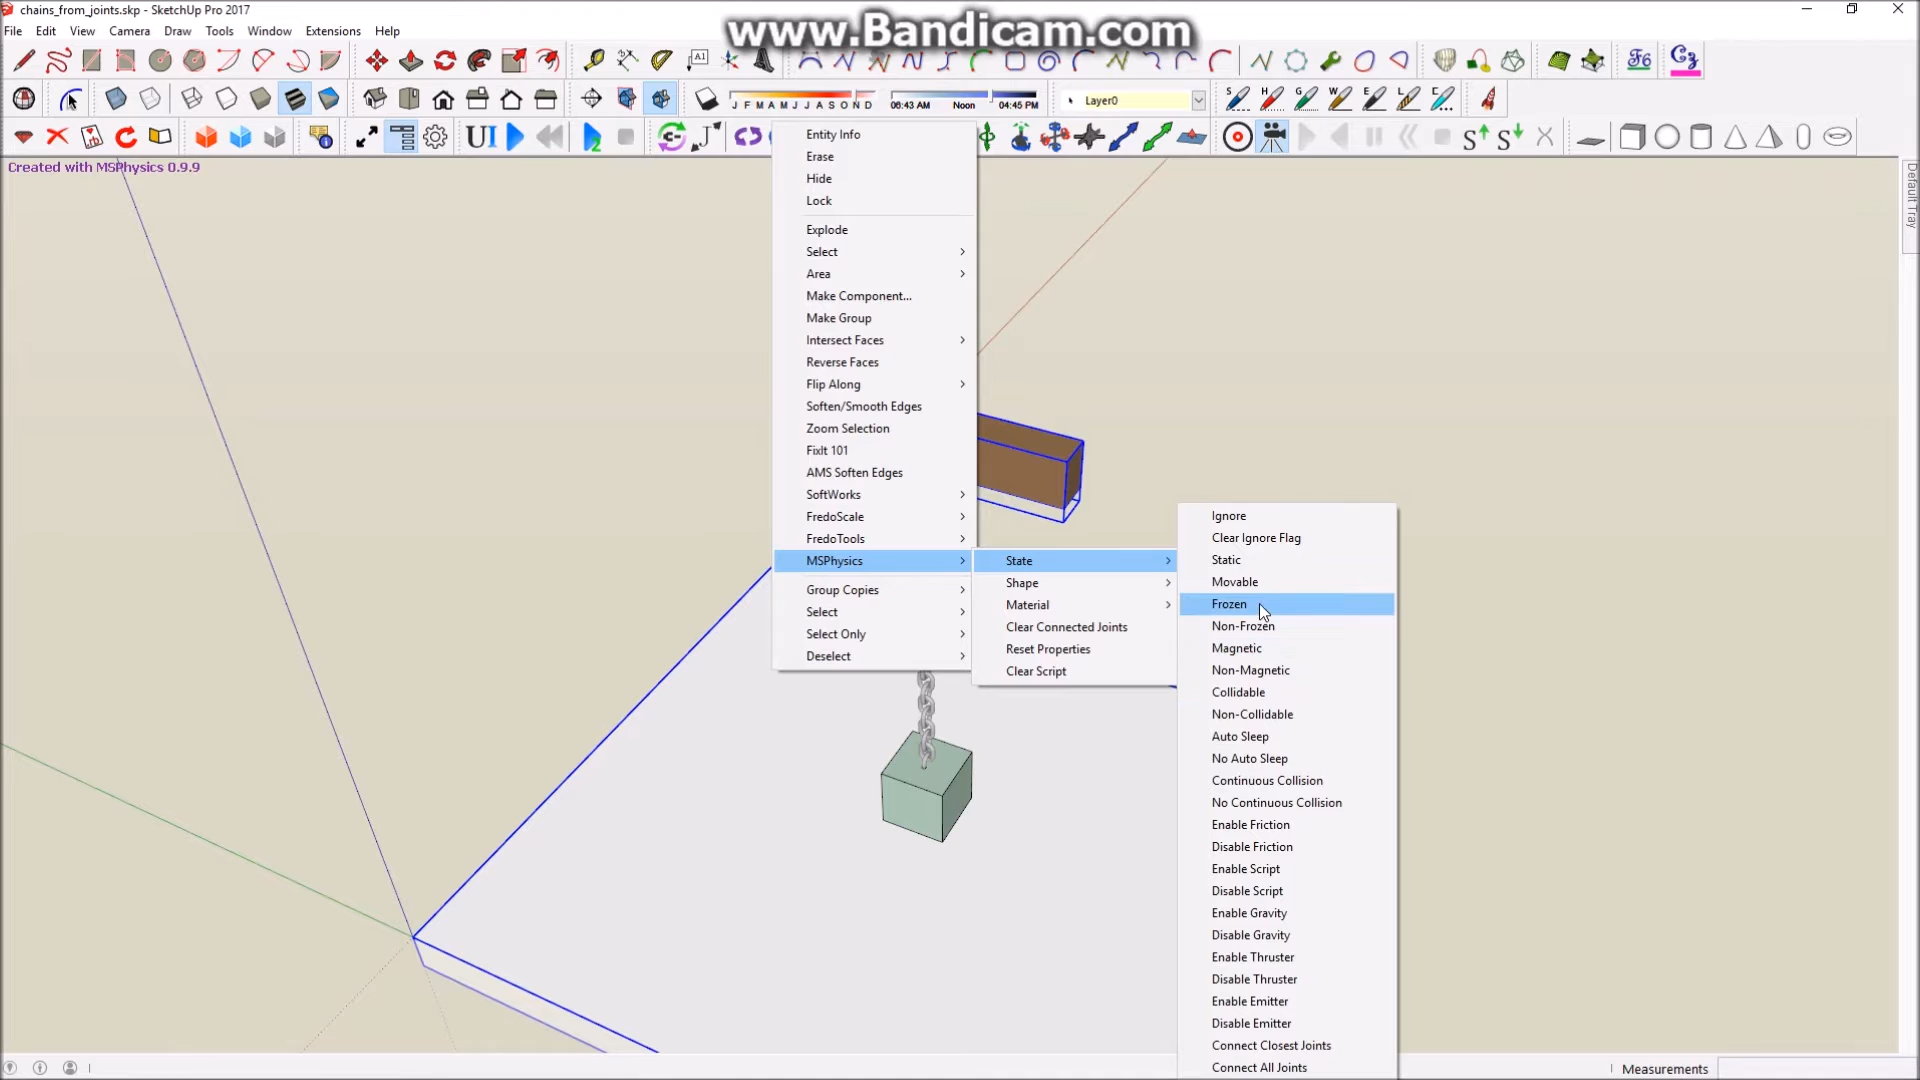 chains_from_joints.skp - SketchUp Pro 2017
www.Bandicam.com
File Edit View Camera Draw Tools Window Extensions Help
A1
F6
J F M A M J J A S O N D
06:43 AM Noon 04:45 PM
Layer0
UI
Created with MSPhysics 0.9.9
Default Tray
Entity Info
Erase
Hide
Lock
Explode
Select
Area
Make Component...
Make Group
Intersect Faces
Reverse Faces
Flip Along
Soften/Smooth Edges
Zoom Selection
FixIt 101
AMS Soften Edges
SoftWorks
FredoScale
FredoTools
MSPhysics
Group Copies
Select
Select Only
Deselect
State
Shape
Material
Clear Connected Joints
Reset Properties
Clear Script
Ignore
Clear Ignore Flag
Static
Movable
Frozen
Non-Frozen
Magnetic
Non-Magnetic
Collidable
Non-Collidable
Auto Sleep
No Auto Sleep
Continuous Collision
No Continuous Collision
Enable Friction
Disable Friction
Enable Script
Disable Script
Enable Gravity
Disable Gravity
Enable Thruster
Disable Thruster
Enable Emitter
Disable Emitter
Connect Closest Joints
Connect All Joints
Measurements